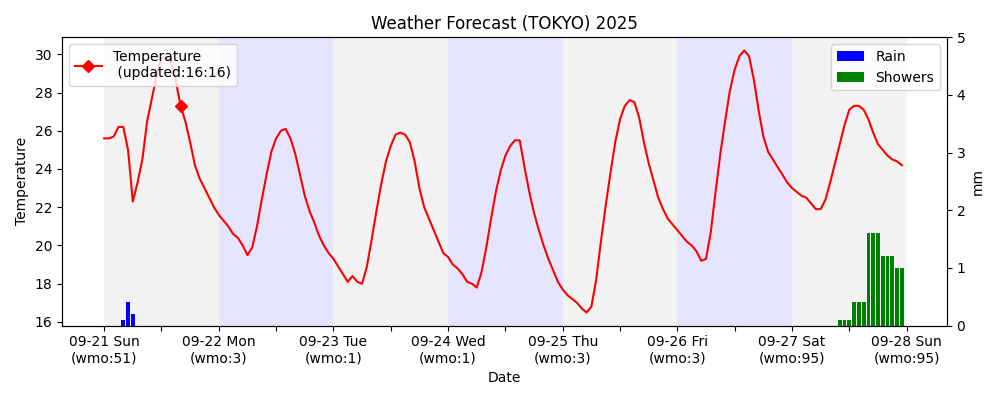 Weather Forecast (TOKYO) 2025
Temperature
(updated:16:16)
Rain
Showers
Temperature
30
28
26
24
22
20
18
16
5
4
3
2
1
0
mm
09-21 Sun
(wmo:51)
09-22 Mon
(wmo:3)
09-23 Tue
(wmo:1)
09-24 Wed
(wmo:1)
09-25 Thu
(wmo:3)
09-26 Fri
(wmo:3)
09-27 Sat
(wmo:95)
09-28 Sun
(wmo:95)
Date